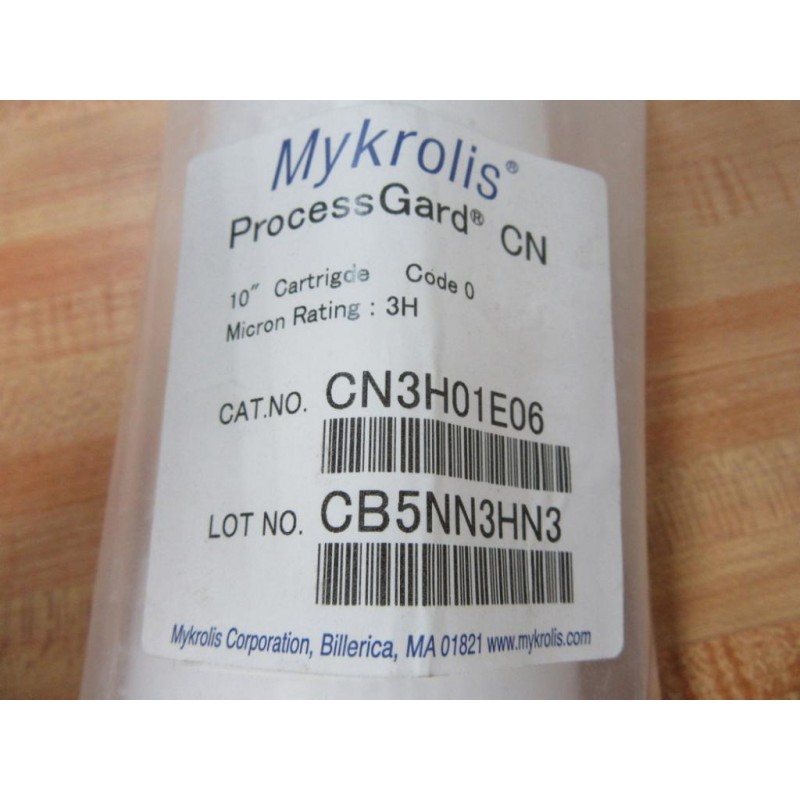 Mykrolis®
ProcessGard® CN
10" Cartrigde Code 0
Micron Rating : 3H
CAT.NO. CN3H01E06
LOT NO. CB5NN3HN3
Mykrolis Corporation, Billerica, MA 01821 www.mykrolis.com